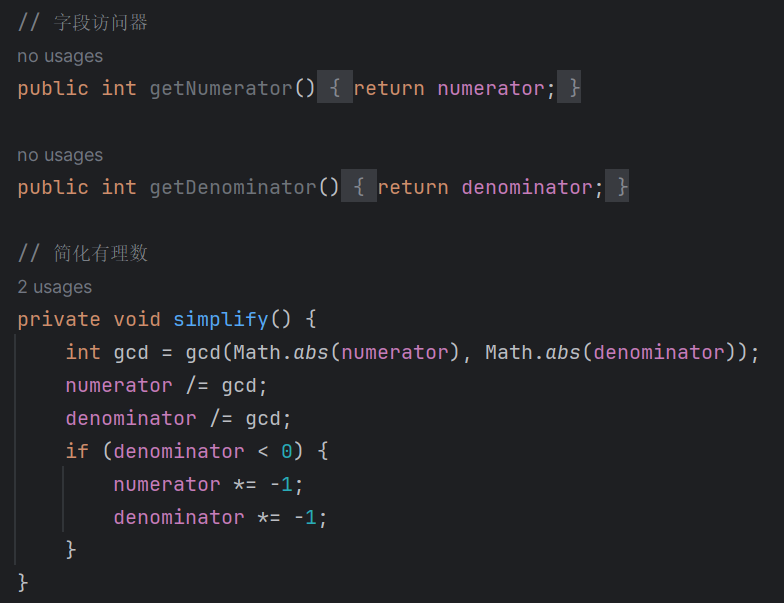 // 字段访问器
no usages
public int getNumerator() { return numerator; }
no usages
public int getDenominator() { return denominator; }
// 简化有理数
2 usages
private void simplify() {
int gcd = gcd(Math.abs(numerator), Math.abs(denominator));
numerator /= gcd;
denominator /= gcd;
if (denominator < 0) {
numerator *= -1;
denominator *= -1;
}
}